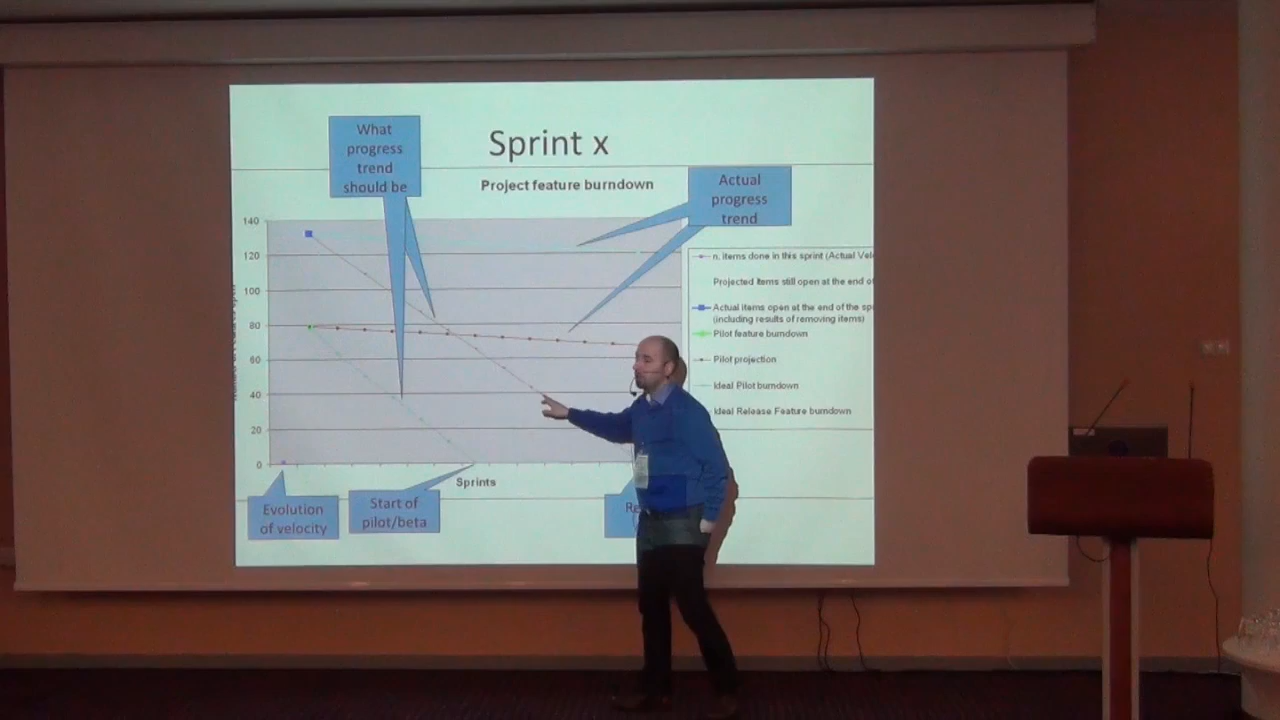 Sprint x
What
progress
trend
should be
Project feature burndown
Actual
progress
trend
140
120
100
80
60
40
20
0
n. items done in this sprint (Actual Vel
Projected items still open at the end of
Actual items open at the end of the sp
(including results of removing items)
Pilot feature burndown
Pilot projection
Ideal Pilot burndown
Ideal Release Feature burndown
Sprints
Evolution
of velocity
Start of
pilot/beta
Re